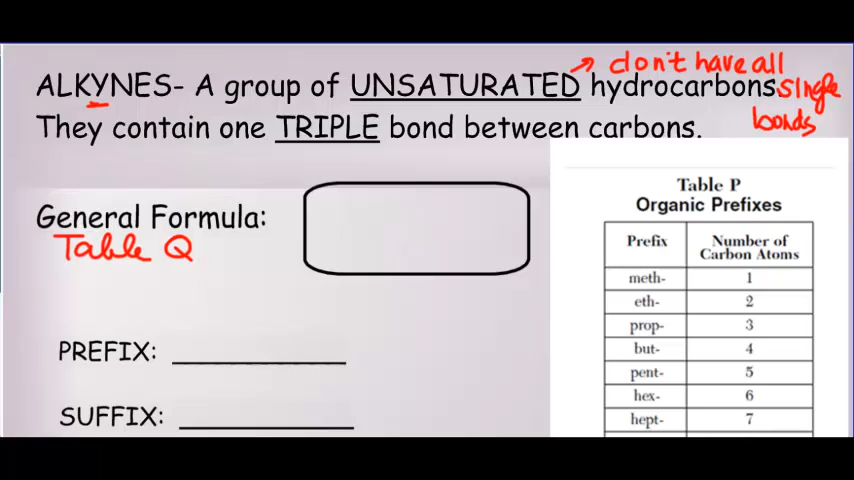 ALKYNES- A group of UNSATURATED hydrocarbons.
→ don't have all
single
bonds
They contain one TRIPLE bond between carbons.
General Formula:
Table Q
PREFIX: ____________
SUFFIX: ____________
Table P
Organic Prefixes
Prefix Number of Carbon Atoms
meth- 1
eth- 2
prop- 3
but- 4
pent- 5
hex- 6
hept- 7